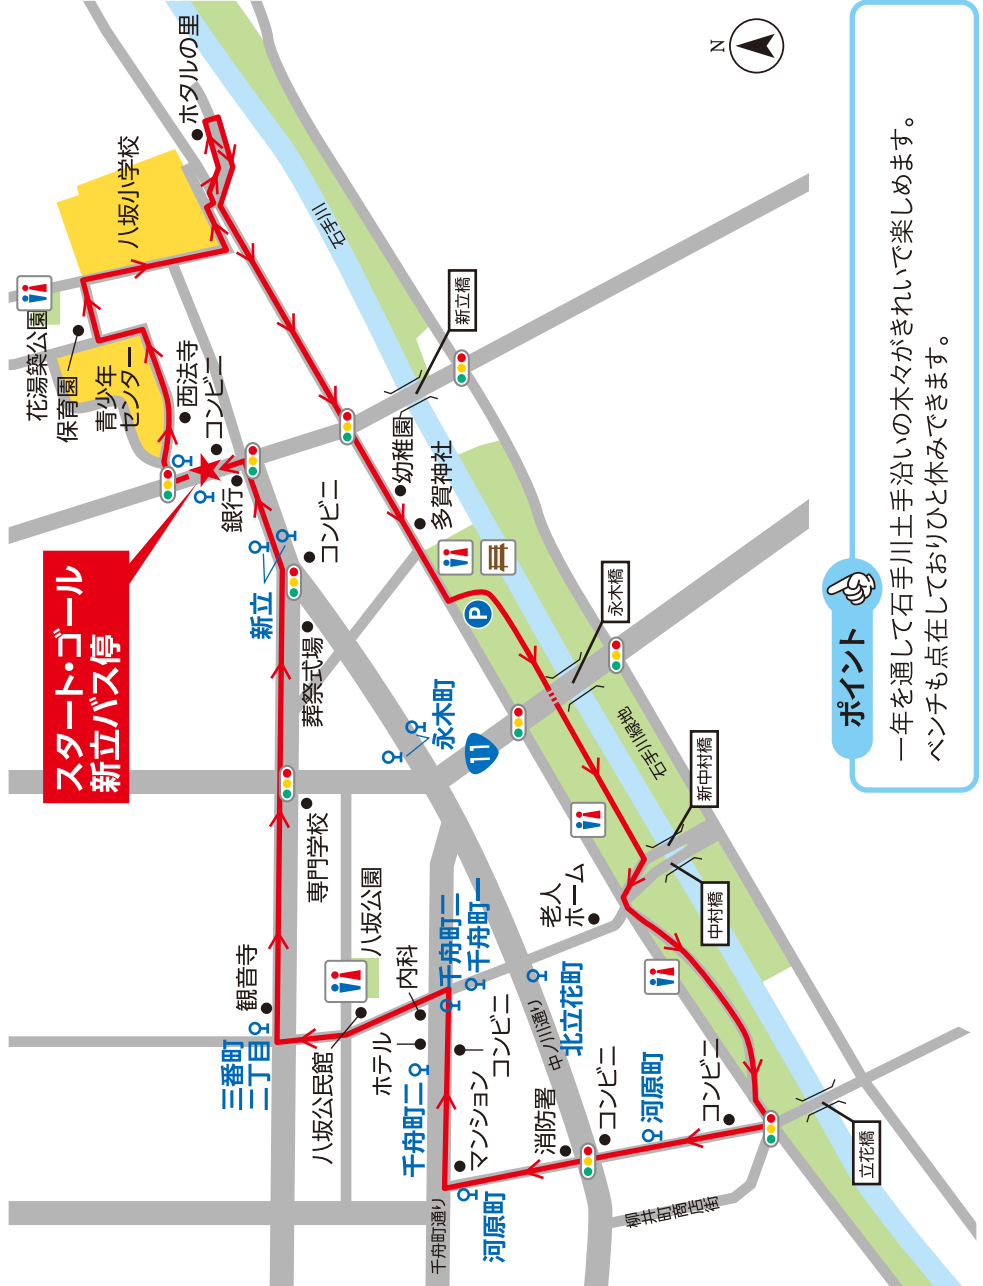 スタート・ゴール
新立バス停
三番町
二丁目
観音寺
八坂公民館
八坂公園
専門学校
葬祭式場
新立
コンビニ
銀行
コンビニ
西法寺
青少年
センター
保育園
花湯築公園
八坂小学校
ホタルの里
ホテル
内科
千舟町二
千舟町二
千舟町一
永木町
11
千舟町通り
マンション
コンビニ
河原町
消防署
コンビニ
中ノ川通り
北立花町
河原町
コンビニ
老人
ホーム
P
多賀神社
幼稚園
新立橋
石手川
永木橋
石手川緑地
新中村橋
中村橋
立花橋
柳井町商店街
N
ポイント
一年を通して石手川土手沿いの木々がきれいで楽しめます。
ベンチも点在しておりひと休みできます。